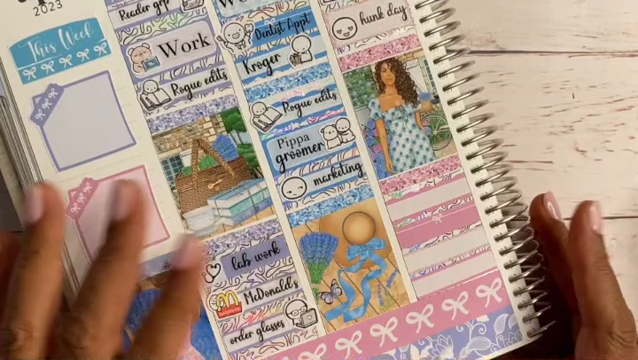 2023
This Week
Work
Rogue edits
lab work
McDonald's
order glasses
Dentist Appt
Kroger
Rogue edits
Pippa
groomer
marketing
hunk day